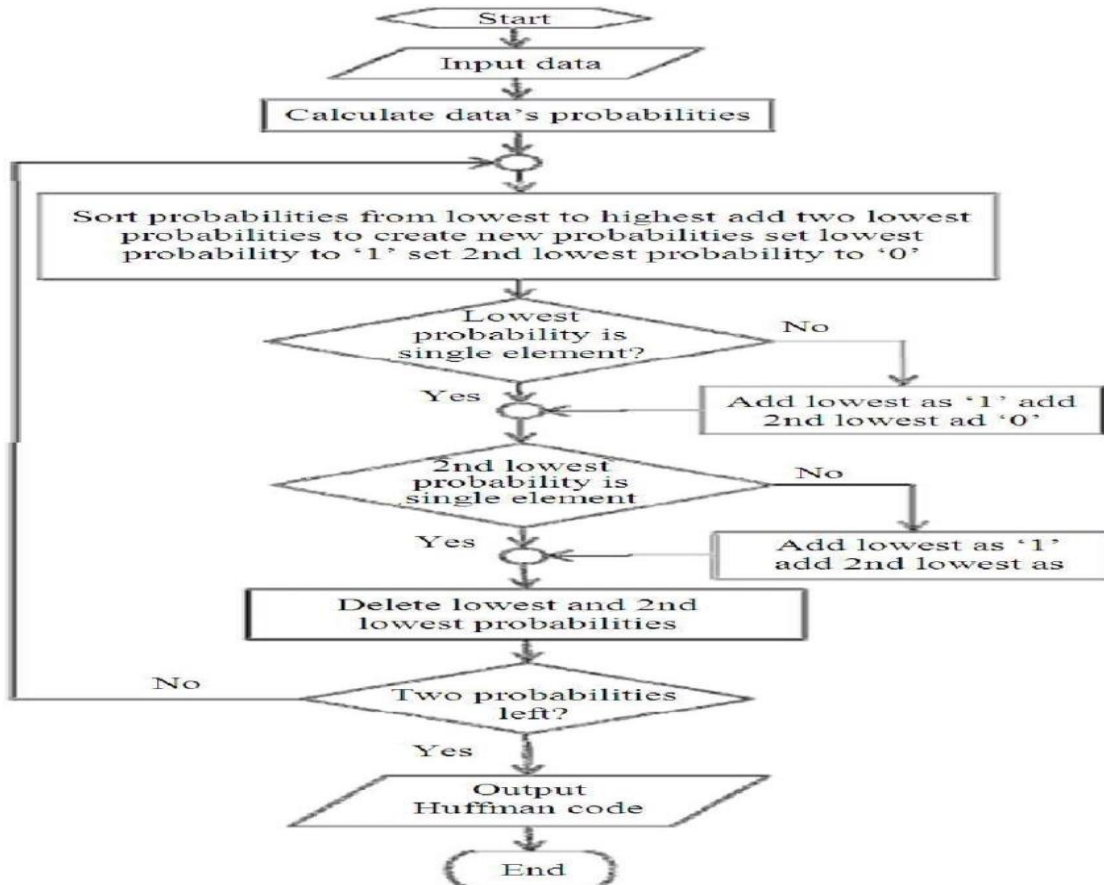 Start
Input data
Calculate data's probabilities
Sort probabilities from lowest to highest add two lowest
probabilities to create new probabilities set lowest
probability to ‘1’ set 2nd lowest probability to ‘0’
Lowest
probability is
single element?
No
Yes
Add lowest as ‘1’ add
2nd lowest ad ‘0’
2nd lowest
probability is
single element
No
Yes
Add lowest as ‘1’
add 2nd lowest as
Delete lowest and 2nd
lowest probabilities
No
Two probabilities
left?
Yes
Output
Huffman code
End